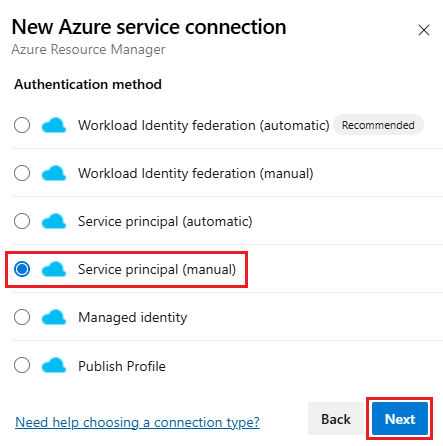 New Azure service connection
Azure Resource Manager
Authentication method
Workload Identity federation (automatic) Recommended
Workload Identity federation (manual)
Service principal (automatic)
Service principal (manual)
Managed identity
Publish Profile
Need help choosing a connection type? Back Next